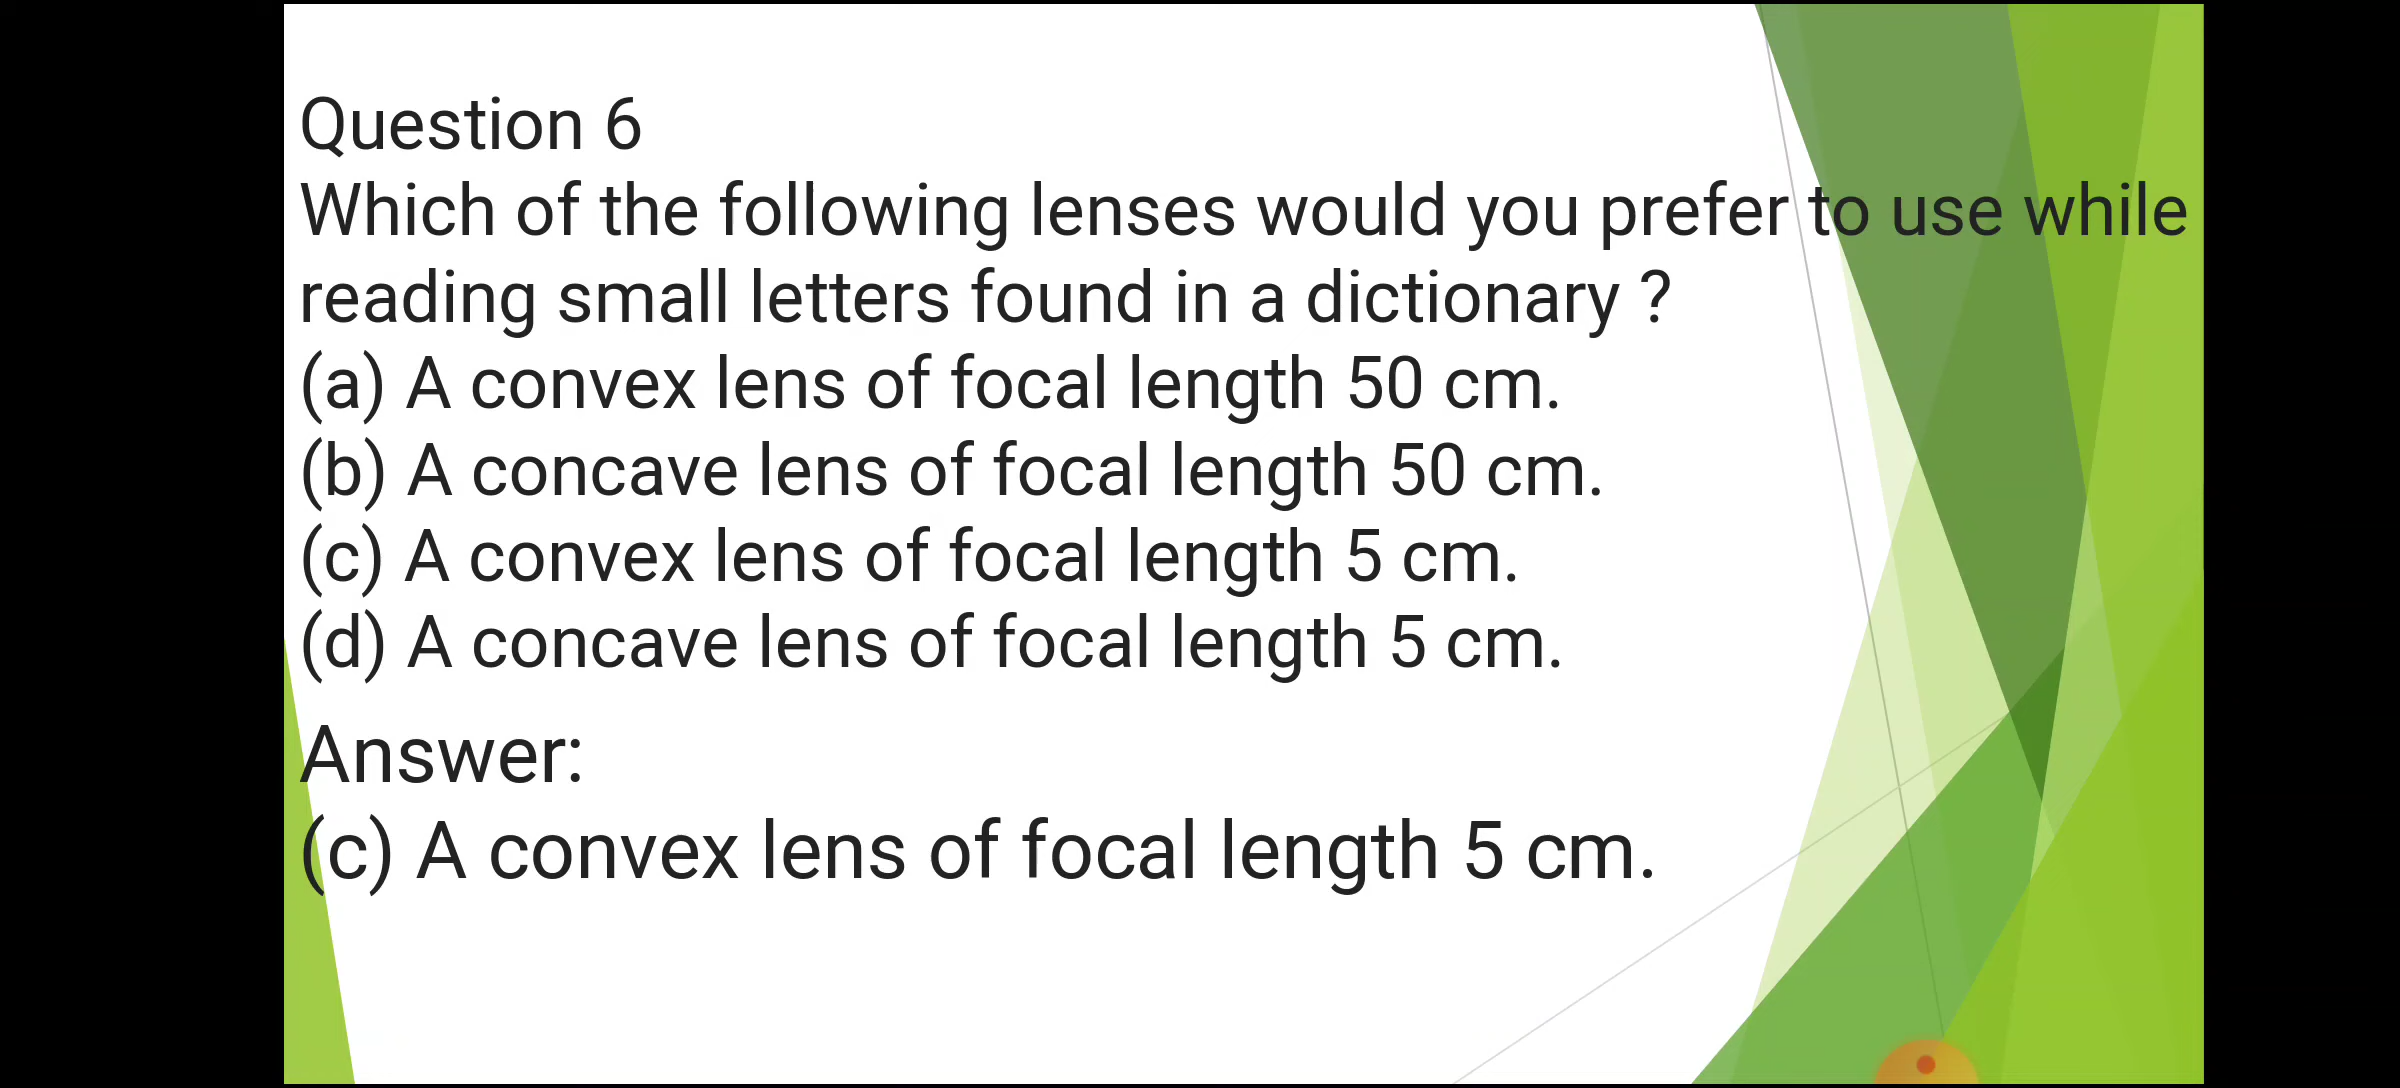 Question 6
Which of the following lenses would you prefer to use while
reading small letters found in a dictionary ?
(a) A convex lens of focal length 50 cm.
(b) A concave lens of focal length 50 cm.
(c) A convex lens of focal length 5 cm.
(d) A concave lens of focal length 5 cm.
Answer:
(c) A convex lens of focal length 5 cm.